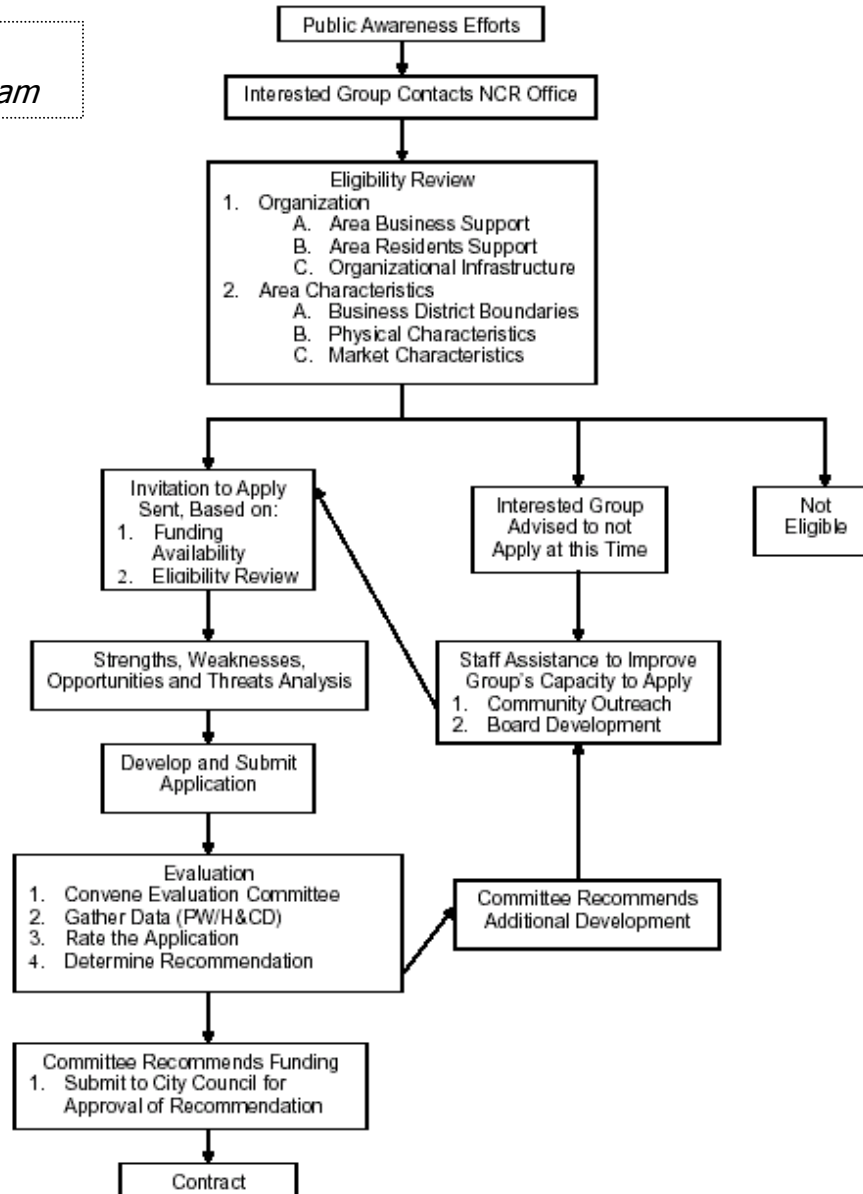 am
Public Awareness Efforts
Interested Group Contacts NCR Office
Eligibility Review
1. Organization
A. Area Business Support
B. Area Residents Support
C. Organizational Infrastructure
2. Area Characteristics
A. Business District Boundaries
B. Physical Characteristics
C. Market Characteristics
Invitation to Apply
Sent, Based on:
1. Funding
Availability
2. Eligibility Review
Interested Group
Advised to not
Apply at this Time
Not
Eligible
Strengths, Weaknesses,
Opportunities and Threats Analysis
Staff Assistance to Improve
Group's Capacity to Apply
1. Community Outreach
2. Board Development
Develop and Submit
Application
Evaluation
1. Convene Evaluation Committee
2. Gather Data (PW/H&CD)
3. Rate the Application
4. Determine Recommendation
Committee Recommends
Additional Development
Committee Recommends Funding
1. Submit to City Council for
Approval of Recommendation
Contract